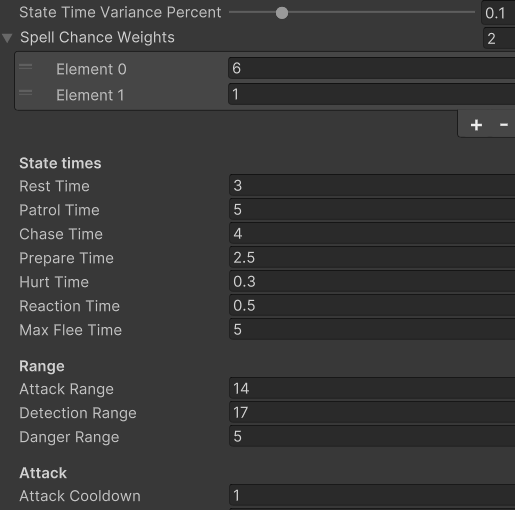 State Time Variance Percent 0.1
Spell Chance Weights 2
Element 0 6
Element 1 1
+ -
State times
Rest Time 3
Patrol Time 5
Chase Time 4
Prepare Time 2.5
Hurt Time 0.3
Reaction Time 0.5
Max Flee Time 5
Range
Attack Range 14
Detection Range 17
Danger Range 5
Attack
Attack Cooldown 1